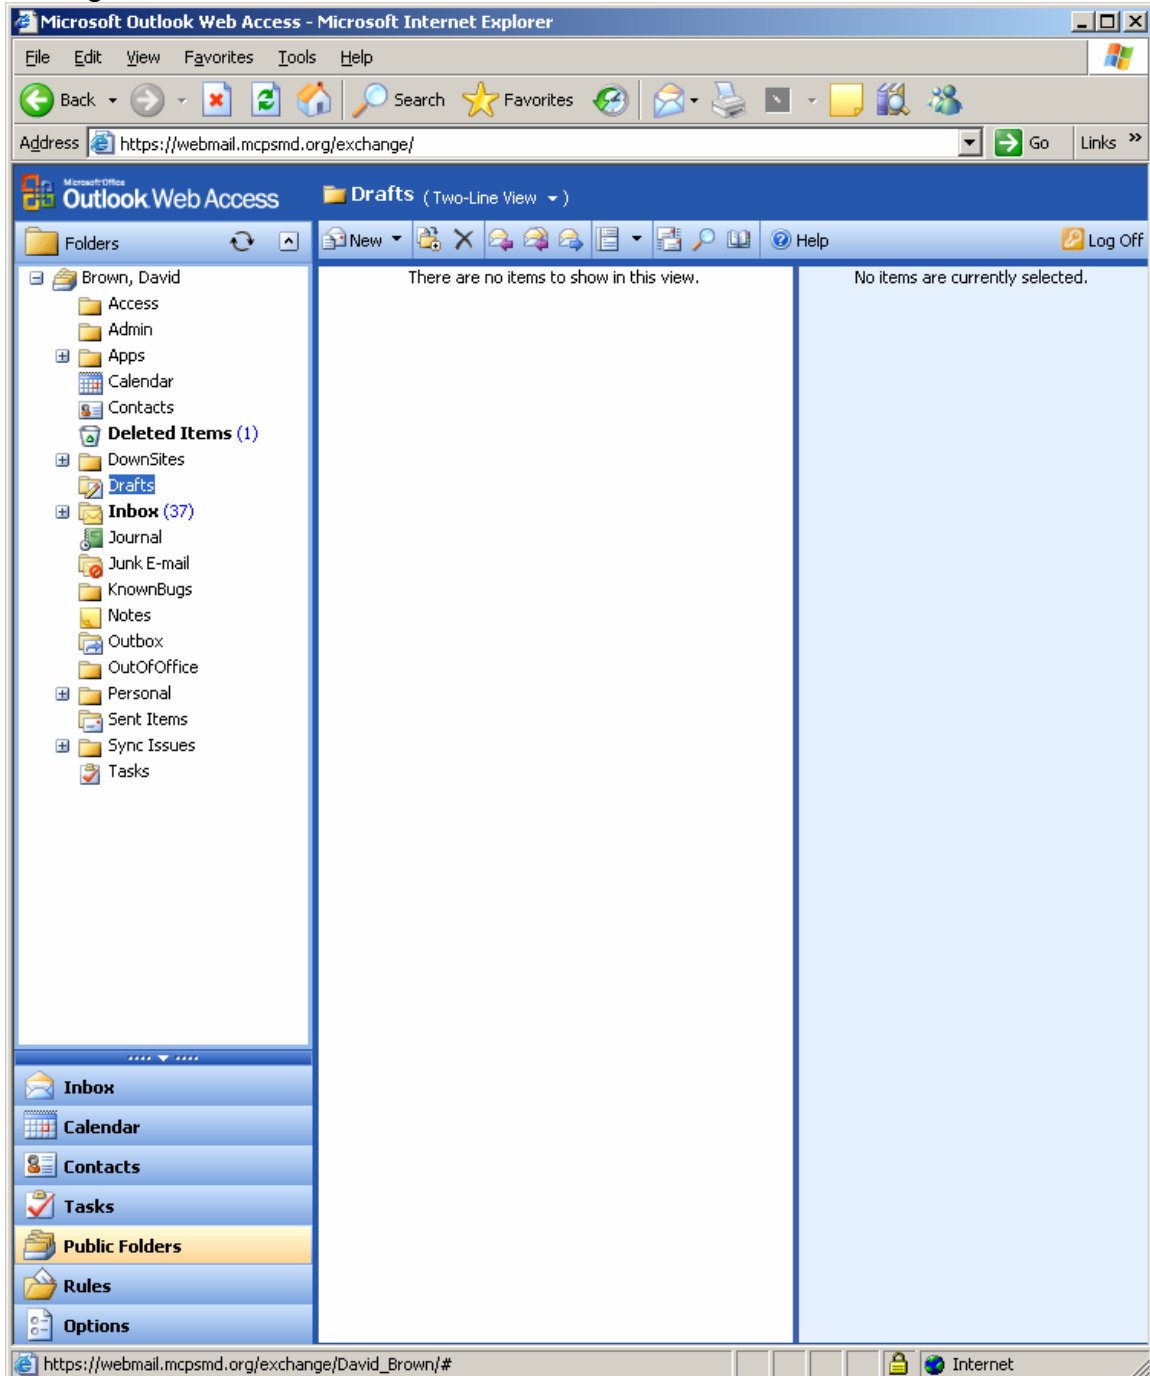 Microsoft Outlook Web Access - Microsoft Internet Explorer
File Edit View Favorites Tools Help
Back Search Favorites
Address https://webmail.mcpsmd.org/exchange/ Go Links »
Microsoft Office
Outlook Web Access Drafts (Two-Line View)
Folders New Help Log Off
Brown, David There are no items to show in this view. No items are currently selected.
Access
Admin
Apps
Calendar
Contacts
Deleted Items (1)
DownSites
Drafts
Inbox (37)
Journal
Junk E-mail
KnownBugs
Notes
Outbox
OutOfOffice
Personal
Sent Items
Sync Issues
Tasks
Inbox
Calendar
Contacts
Tasks
Public Folders
Rules
Options
https://webmail.mcpsmd.org/exchange/David_Brown/# Internet